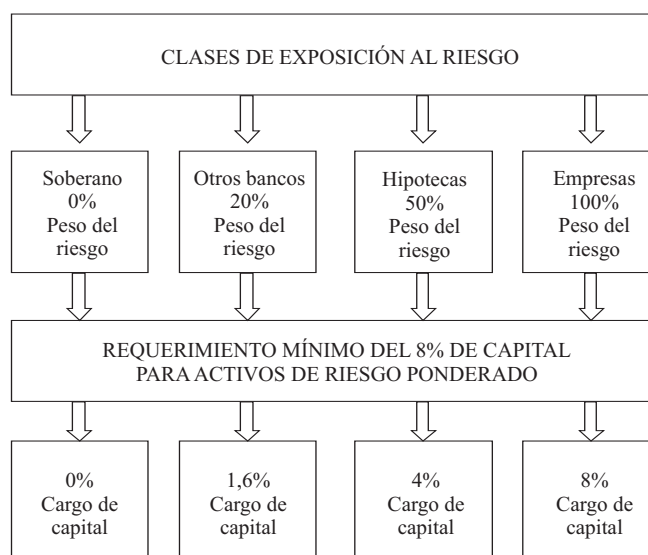 CLASES DE EXPOSICIÓN AL RIESGO
Soberano
0%
Peso del
riesgo
Otros bancos
20%
Peso del
riesgo
Hipotecas
50%
Peso del
riesgo
Empresas
100%
Peso del
riesgo
REQUERIMIENTO MÍNIMO DEL 8% DE CAPITAL
PARA ACTIVOS DE RIESGO PONDERADO
0%
Cargo de
capital
1,6%
Cargo de
capital
4%
Cargo de
capital
8%
Cargo de
capital